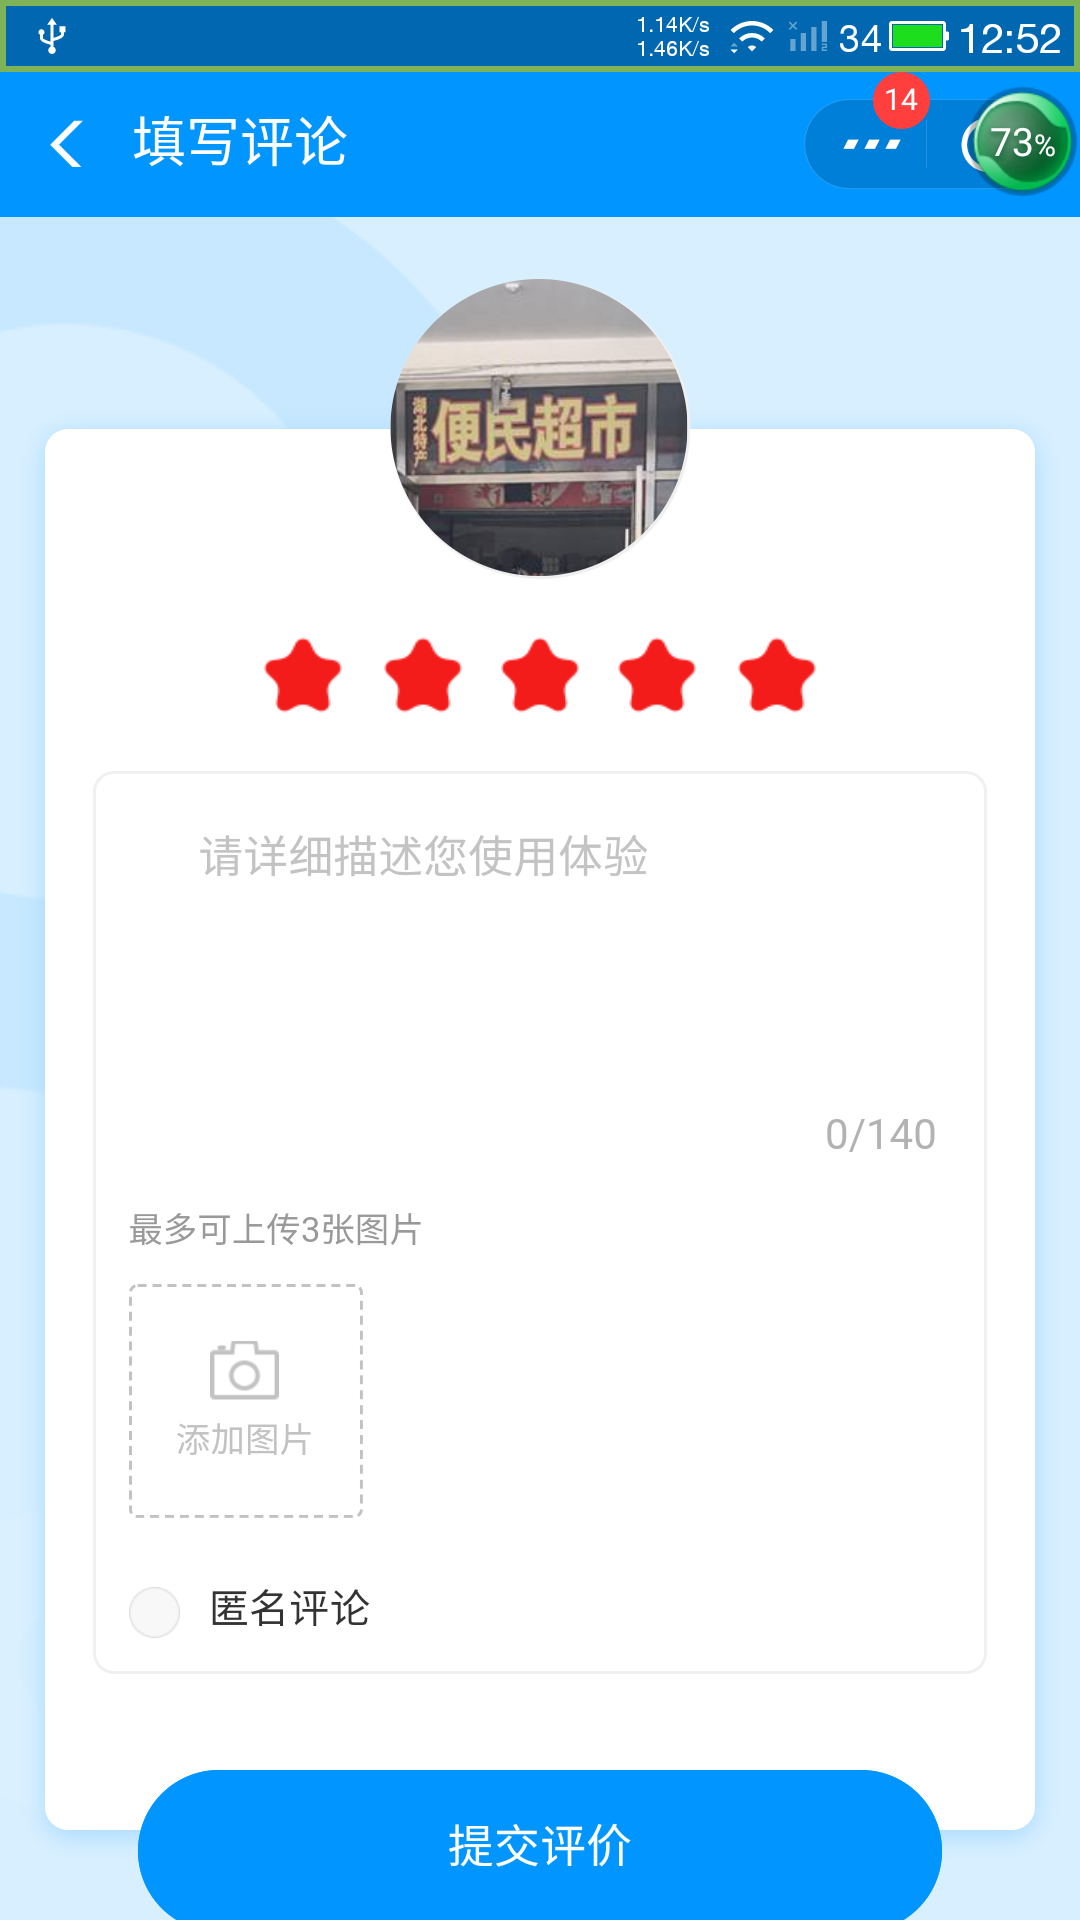 1.14K/s
1.46K/s
34
12:52
填写评论
14
73%
湖北特产
便民超市
请详细描述您使用体验
0/140
最多可上传3张图片
添加图片
匿名评论
提交评价